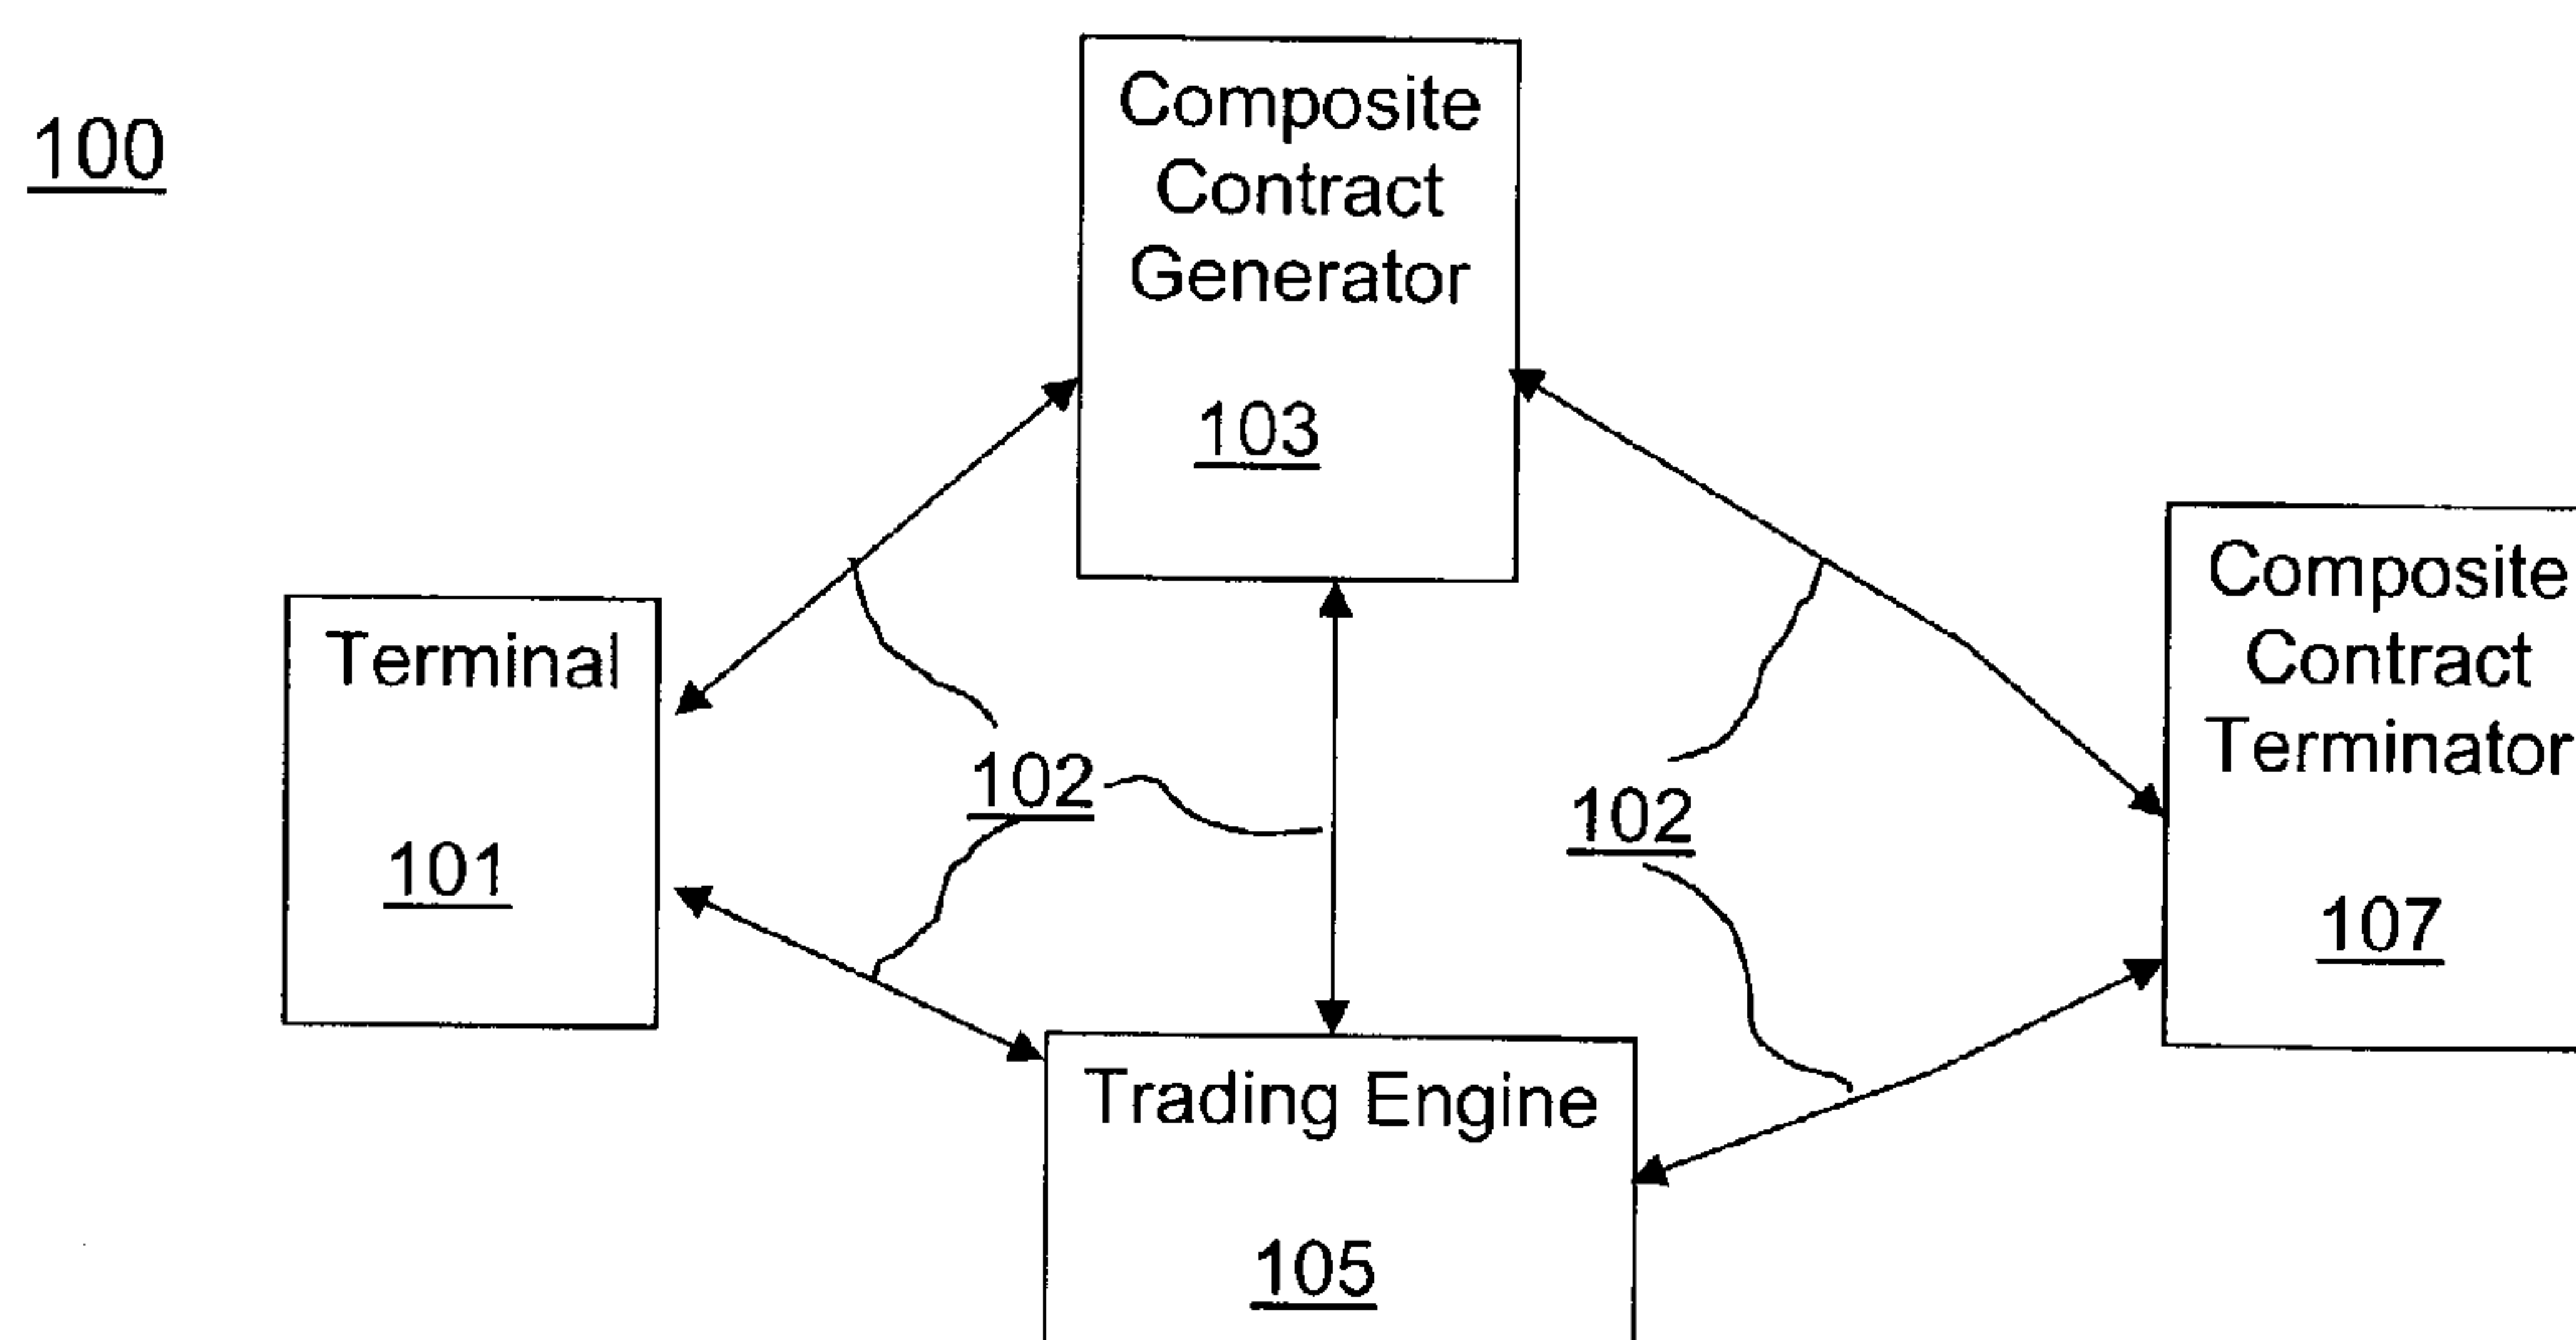 100
Composite
Contract
Generator
103
Terminal
101
102
102
Composite
Contract
Terminator
107
Trading Engine
105